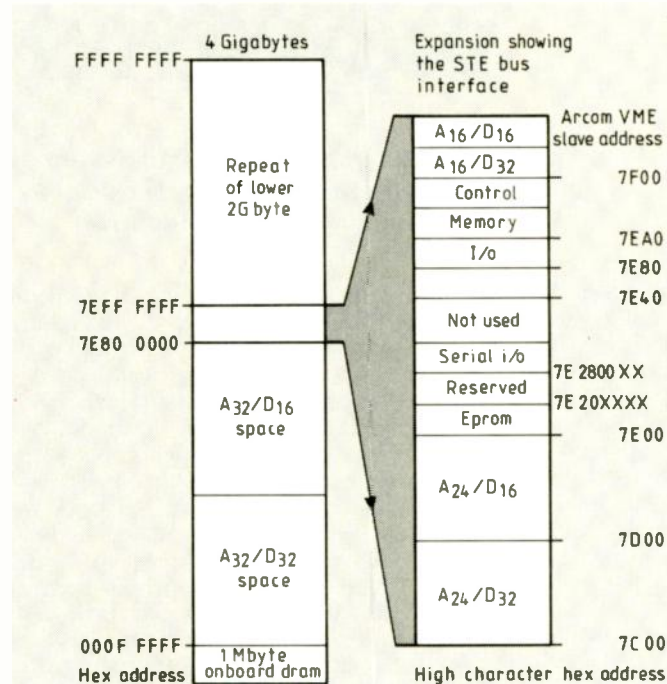 4 Gigabytes
FFFF FFFF
Repeat
of lower
2G byte
7EFF FFFF
7E80 0000
A32/D16
space
A32/D32
space
000F FFFF
1 Mbyte
onboard dram
Hex address
Expansion showing
the STE bus
interface
Arcom VME
slave address
A16/D16
A16/D32
7F00
Control
Memory
7EA0
I/o
7E80
7E40
Not used
Serial i/o
7E 2800 XX
Reserved
7E 20XXXX
Eprom
7E00
A24/D16
7D00
A24/D32
7C00
High character hex address